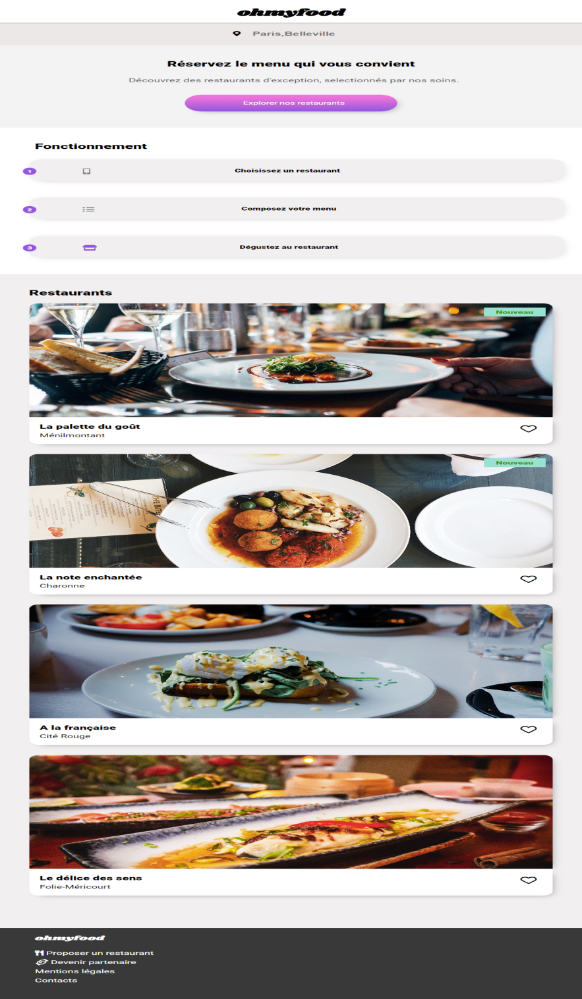 ohmyfood
Paris,Belleville
Réservez le menu qui vous convient
Découvrez des restaurants d'exception, selectionnés par nos soins.
Explorer nos restaurants
Fonctionnement
1 Choisissez un restaurant
2 Composez votre menu
3 Dégustez au restaurant
Restaurants
Nouveau
La palette du goût
Ménilmontant
Nouveau
THE BITE
La note enchantée
Charonne
A la française
Cité Rouge
Le délice des sens
Folie-Méricourt
ohmyfood
Proposer un restaurant
Devenir partenaire
Mentions légales
Contacts